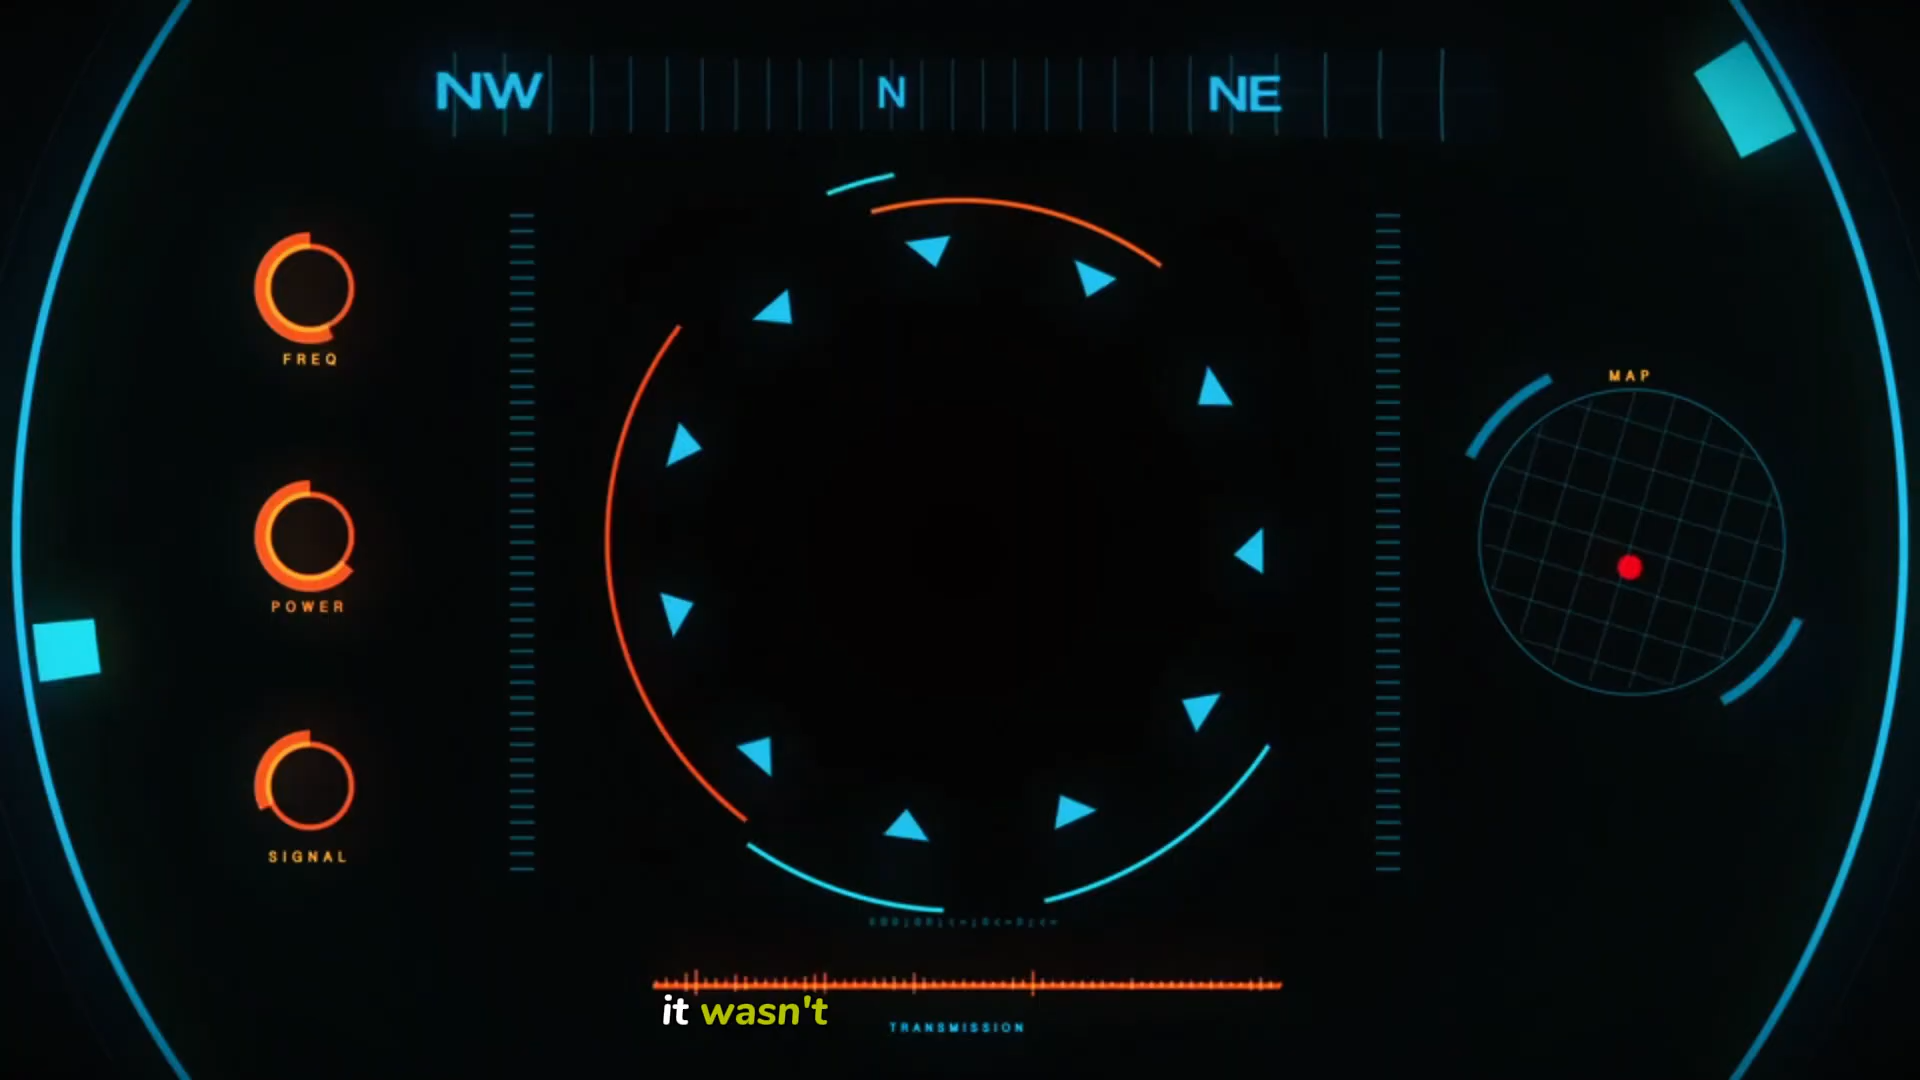 NW N NE
MAP
FREQ
POWER
SIGNAL
it wasn't
TRANSMISSION